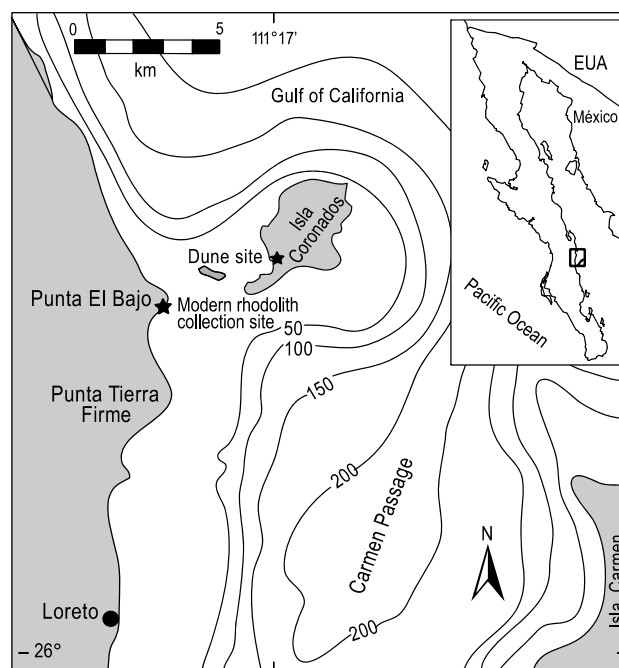 0
5
km
111°17'
Gulf of California
EUA
México
Pacific Ocean
Isla
Coronados
Dune site
Punta El Bajo
Modern rhodolith
collection site
50
100
150
Punta Tierra
Firme
200
Carmen Passage
200
N
Isla Carmen
Loreto
26°